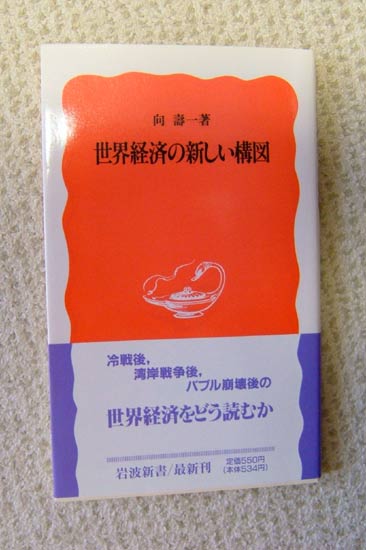 向 壽一著
世界経済の新しい構図
冷戦後，
湾岸戦争後，
バブル崩壊後の
世界経済をどう読むか
岩波新書/最新刊
定価550円
(本体534円)